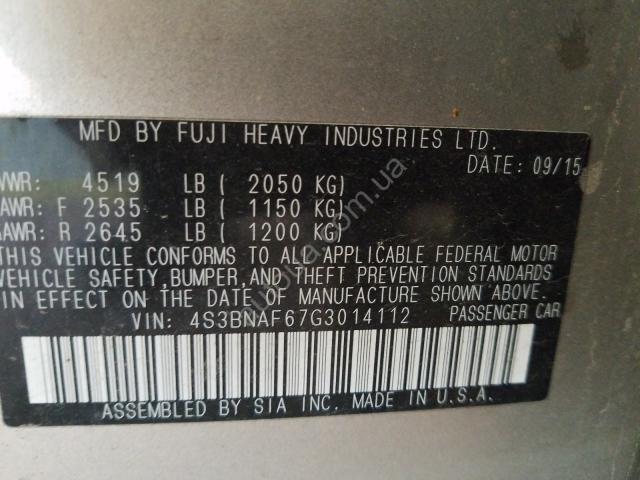 MFD BY FUJI HEAVY INDUSTRIES LTD.
DATE: 09/15
VWR: 4519 LB ( 2050 KG)
AWR: F 2535 LB ( 1150 KG)
AWR: R 2645 LB ( 1200 KG)
THIS VEHICLE CONFORMS TO ALL APPLICABLE FEDERAL MOTOR
VEHICLE SAFETY, BUMPER, AND THEFT PREVENTION STANDARDS
IN EFFECT ON THE DATE OF MANUFACTURE SHOWN ABOVE.
VIN: 4S3BNAF67G3014112 PASSENGER CAR
ASSEMBLED BY SIA INC. MADE IN U.S.A.